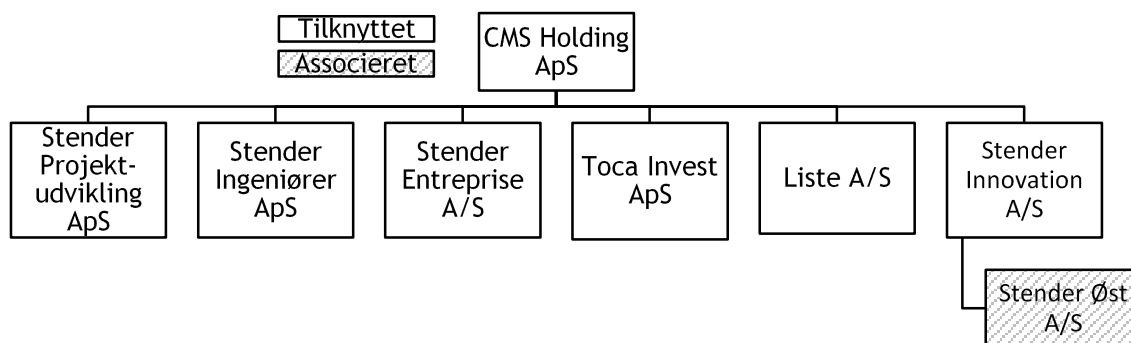 Tilknyttet
Associeret
CMS Holding
ApS
Stender
Projekt-
udvikling
ApS
Stender
Ingeniører
ApS
Stender
Entreprise
A/S
Toca Invest
ApS
Liste A/S
Stender
Innovation
A/S
Stender Øst
A/S